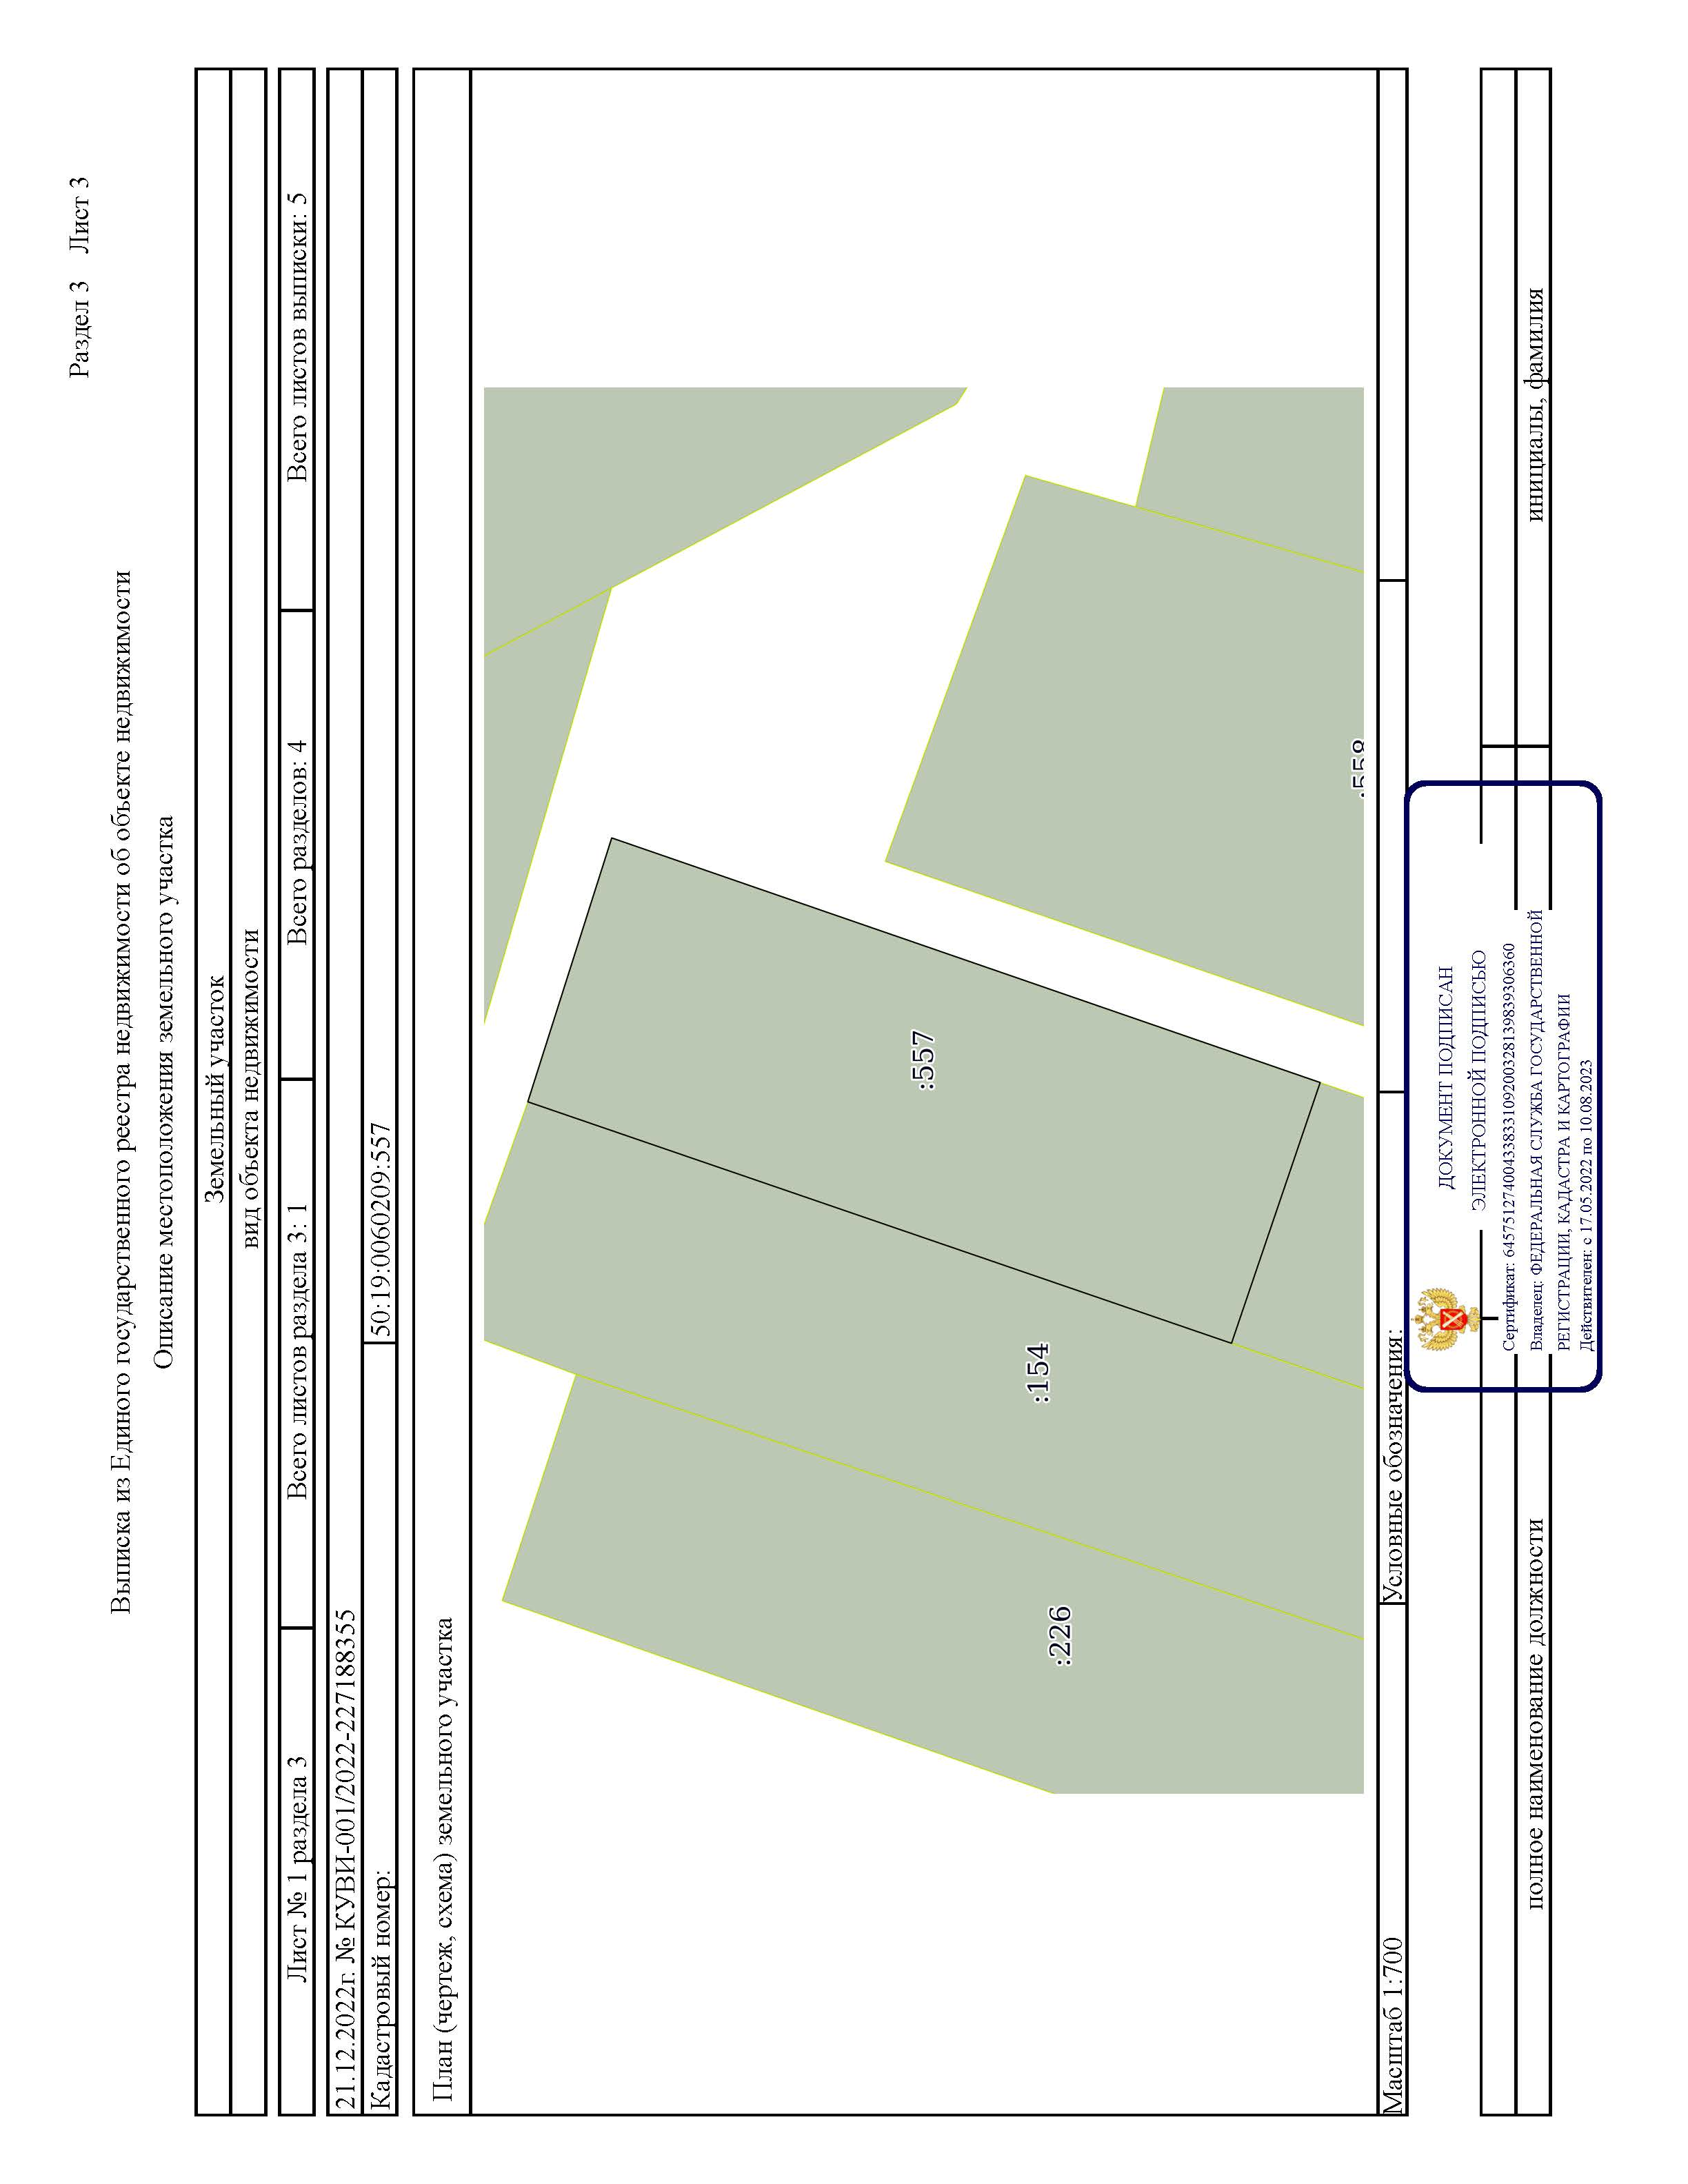 Раздел 3 Лист 3
Выписка из Единого государственного реестра недвижимости об объекте недвижимости
Описание местоположения земельного участка
Земельный участок
вид объекта недвижимости
Лист № 1 раздела 3 Всего листов раздела 3: 1 Всего разделов: 4 Всего листов выписки: 5
21.12.2022г. № КУВИ-001/2022-227188355
Кадастровый номер: 50:19:0060209:557
План (чертеж, схема) земельного участка
:557
:154
:226
:558
Масштаб 1:700 Условные обозначения:
ДОКУМЕНТ ПОДПИСАН
ЭЛЕКТРОННОЙ ПОДПИСЬЮ
Сертификат: 64575127400433833109200328139839306360
Владелец: ФЕДЕРАЛЬНАЯ СЛУЖБА ГОСУДАРСТВЕННОЙ
РЕГИСТРАЦИИ, КАДАСТРА И КАРТОГРАФИИ
Действителен: с 17.05.2022 по 10.08.2023
полное наименование должности инициалы, фамилия